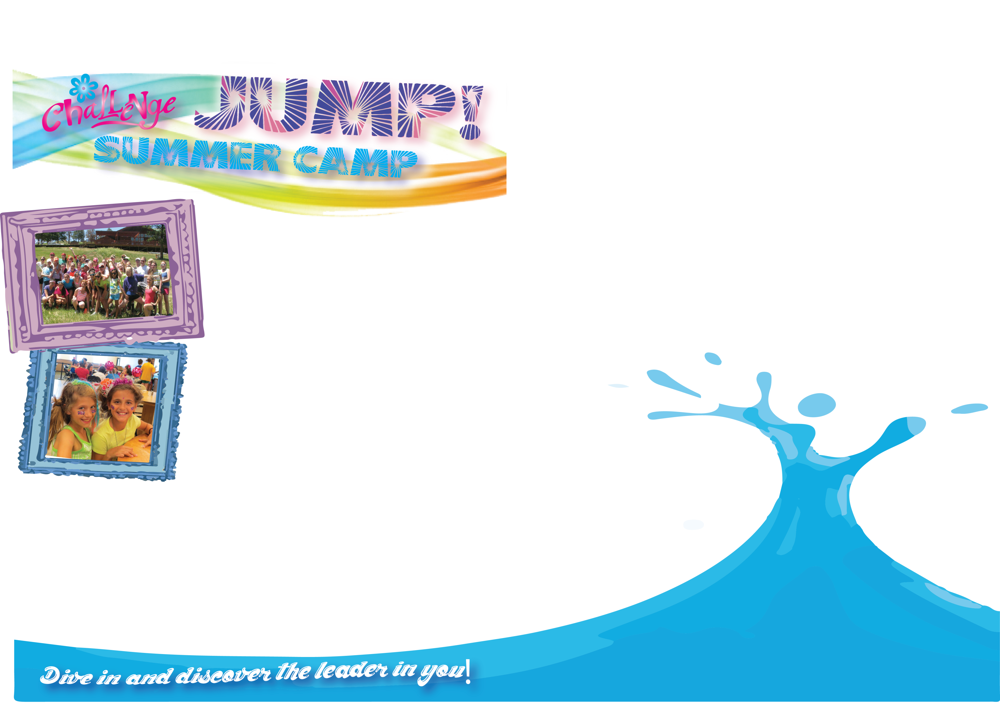 Challenge JUMP!
SUMMER CAMP
Dive in and discover the leader in you!